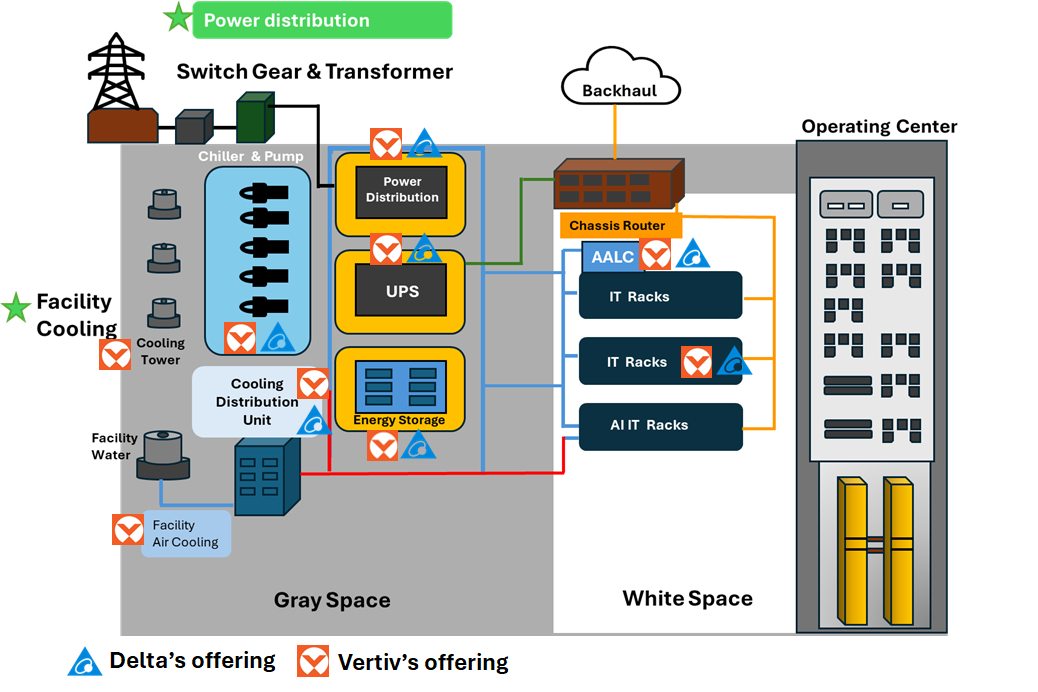 Power distribution
Switch Gear & Transformer
Backhaul
Operating Center
Chiller & Pump
Power
Distribution
Chassis Router
AALC
UPS
IT Racks
Facility
Cooling
Cooling
Tower
IT Racks
Cooling
Distribution
Unit
Energy Storage
AI IT Racks
Facility
Water
Facility
Air Cooling
Gray Space
White Space
Delta's offering
Vertiv's offering